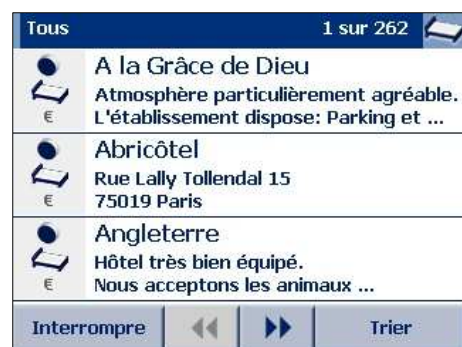 Tous 1 sur 262
A la Grâce de Dieu
Atmosphère particulièrement agréable.
L'établissement dispose: Parking et ...
€
Abricôtel
Rue Lally Tollendal 15
75019 Paris
€
Angleterre
Hôtel très bien équipé.
Nous acceptons les animaux ...
€
Interrompre Trier